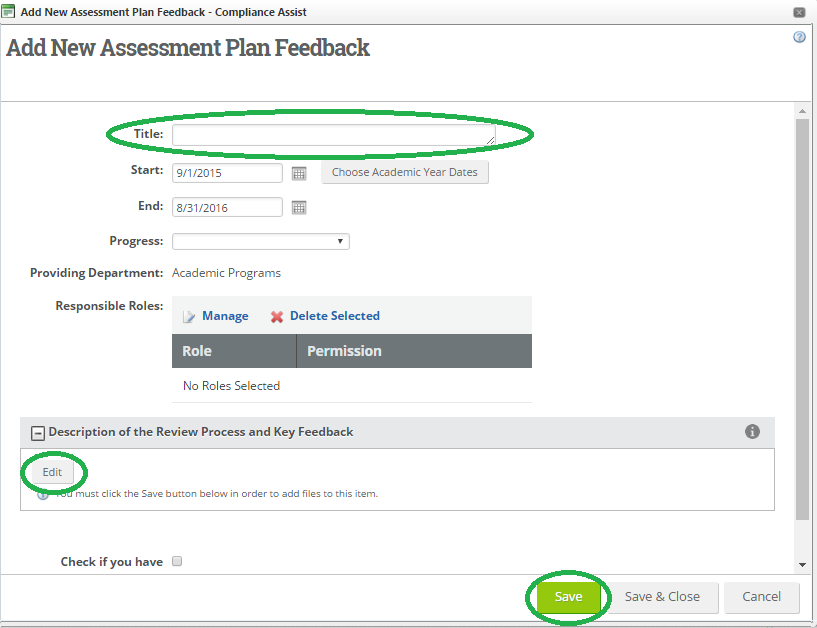 Add New Assessment Plan Feedback - Compliance Assist
Add New Assessment Plan Feedback
Title:
Start: 9/1/2015 Choose Academic Year Dates
End: 8/31/2016
Progress:
Providing Department: Academic Programs
Responsible Roles:
Manage Delete Selected
Role Permission
No Roles Selected
Description of the Review Process and Key Feedback
Edit
You must click the Save button below in order to add files to this item.
Check if you have
Save Save & Close Cancel